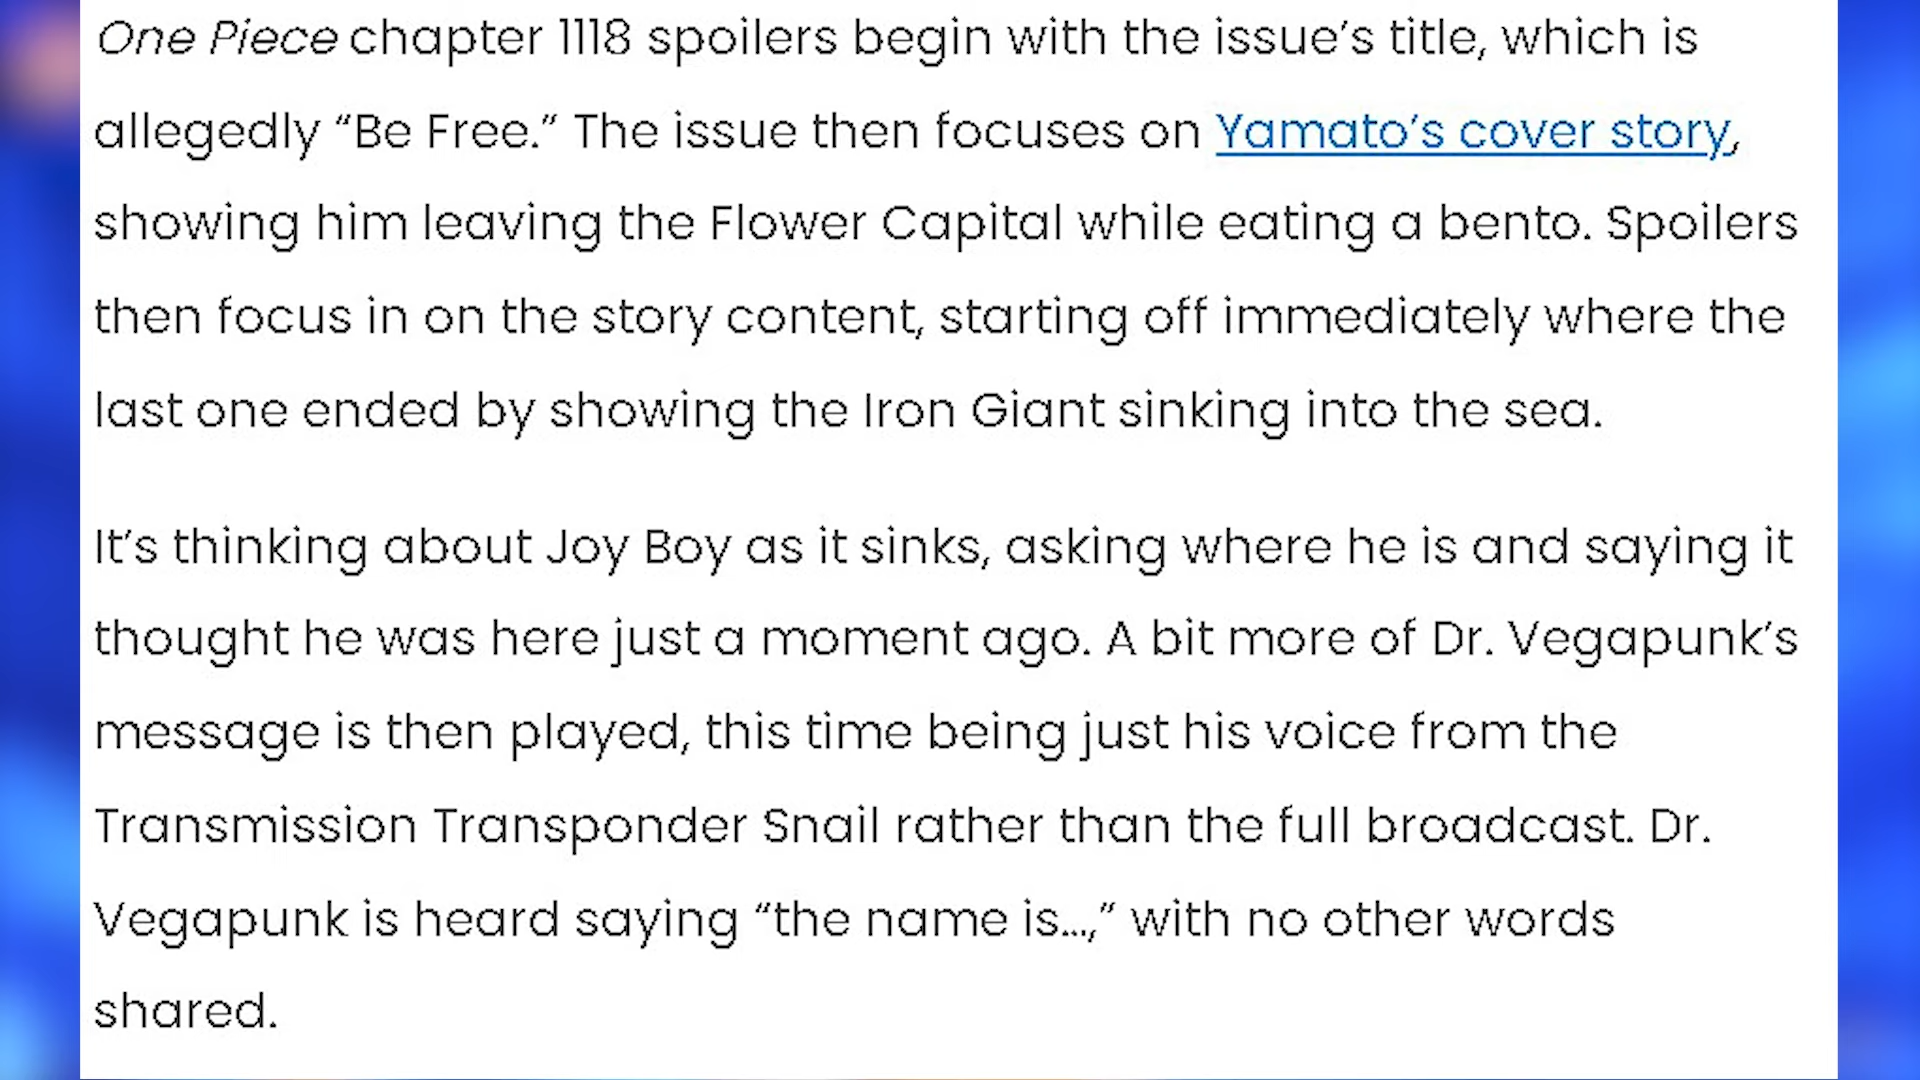 One Piece chapter 1118 spoilers begin with the issue’s title, which is
allegedly “Be Free.” The issue then focuses on Yamato’s cover story,
showing him leaving the Flower Capital while eating a bento. Spoilers
then focus in on the story content, starting off immediately where the
last one ended by showing the Iron Giant sinking into the sea.
It’s thinking about Joy Boy as it sinks, asking where he is and saying it
thought he was here just a moment ago. A bit more of Dr. Vegapunk’s
message is then played, this time being just his voice from the
Transmission Transponder Snail rather than the full broadcast. Dr.
Vegapunk is heard saying “the name is…,” with no other words
shared.